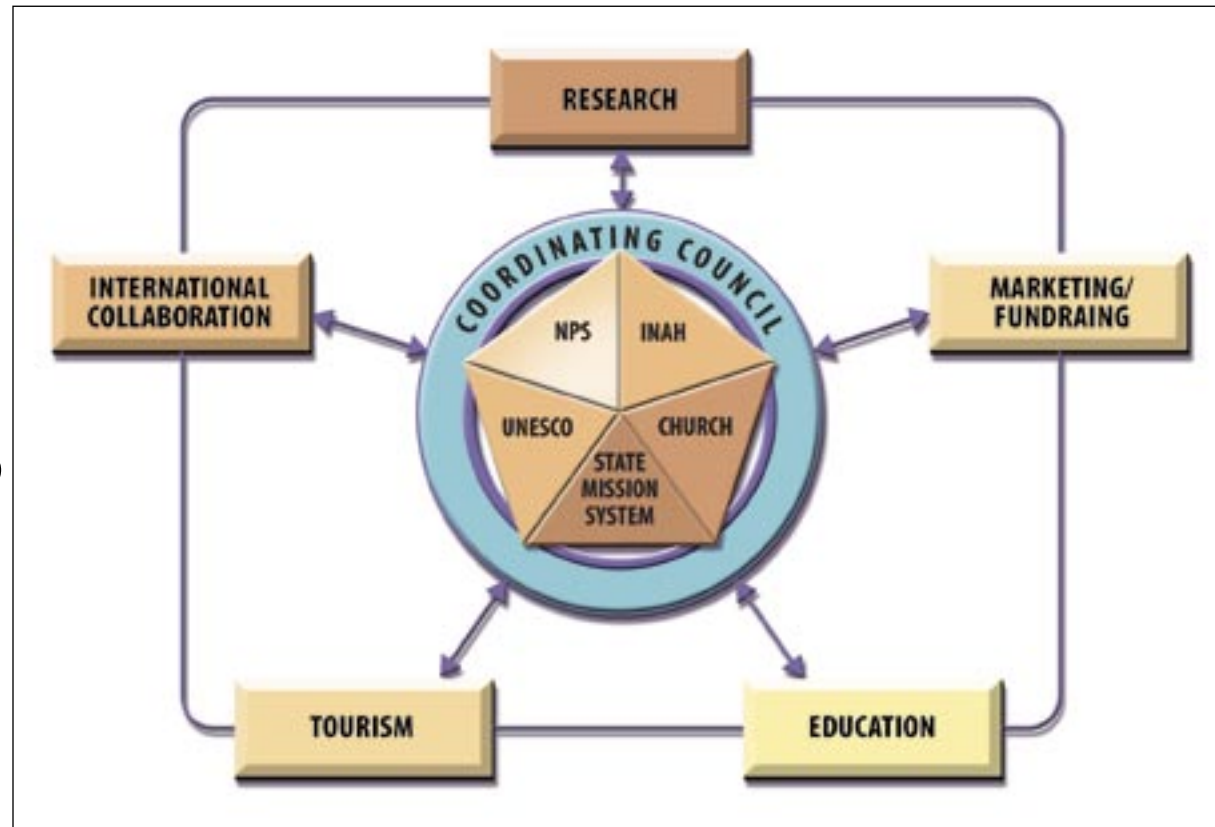 RESEARCH
INTERNATIONAL
COLLABORATION
COORDINATING COUNCIL
MARKETING/
FUNDRAING
NPS
INAH
UNESCO
CHURCH
STATE
MISSION
SYSTEM
TOURISM
EDUCATION